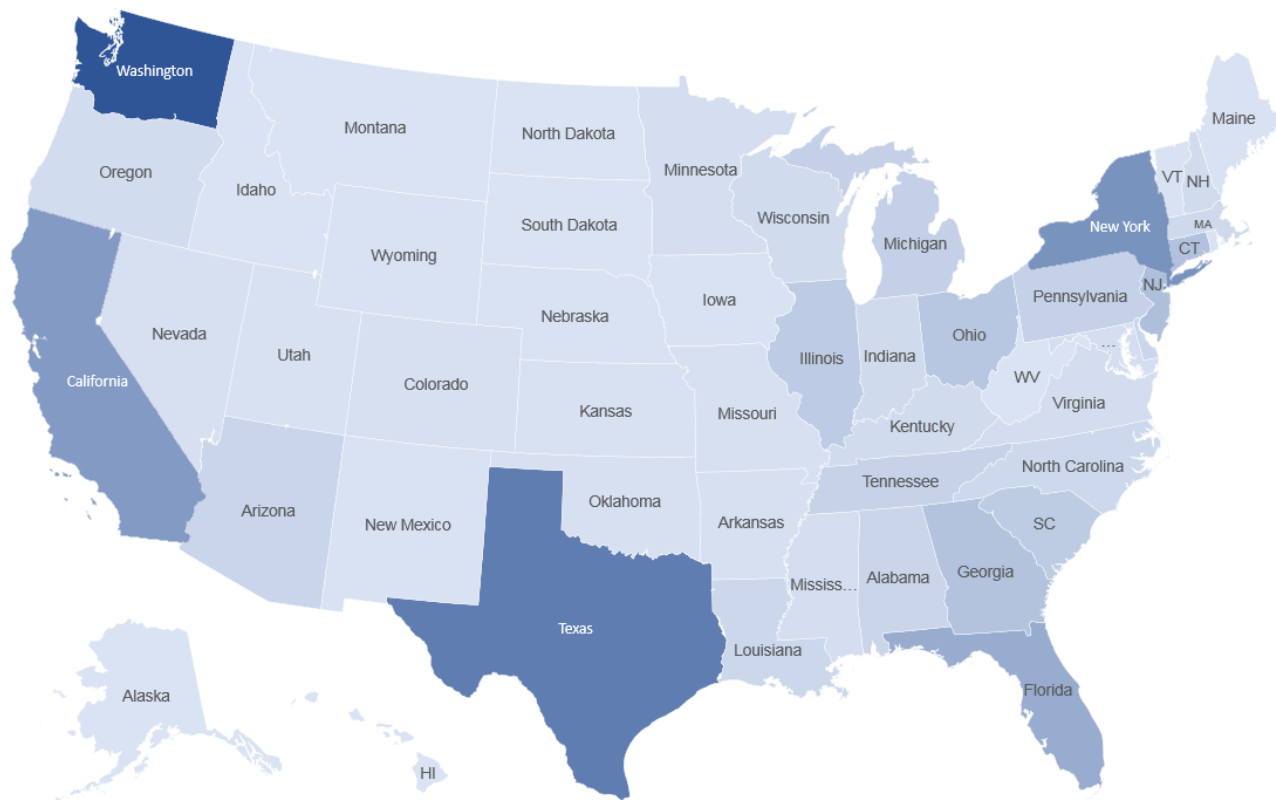 Washington
Montana
North Dakota
Minnesota
Maine
Oregon
Idaho
South Dakota
Wisconsin
Michigan
VT
NH
New York
MA
CT
Wyoming
Nebraska
Iowa
Pennsylvania
NJ
Nevada
Utah
Colorado
Kansas
Illinois
Indiana
Ohio
...
WV
Virginia
California
Missouri
Kentucky
North Carolina
Tennessee
Arizona
New Mexico
Oklahoma
Arkansas
SC
Mississ...
Alabama
Georgia
Texas
Louisiana
Florida
Alaska
HI